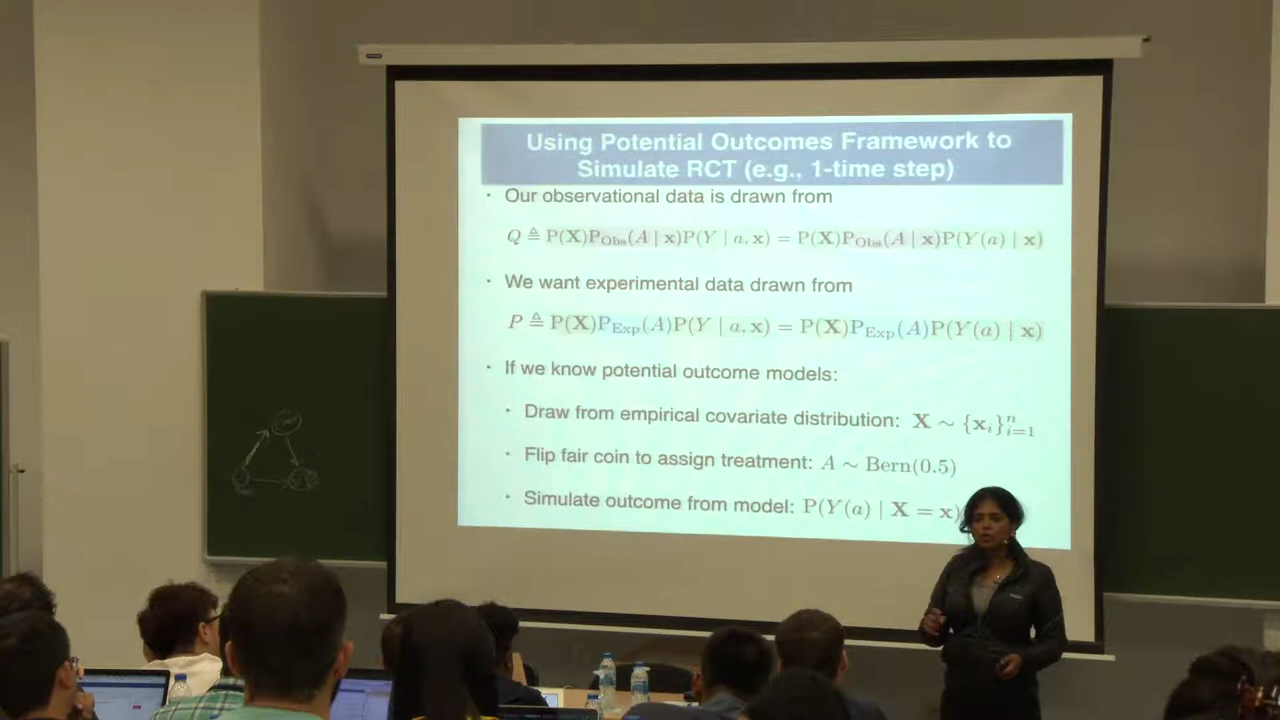 Using Potential Outcomes Framework to
Simulate RCT (e.g., 1-time step)
· Our observational data is drawn from
Q ≜ P(X)P_Obs(A | x)P(Y | a, x) = P(X)P_Obs(A | x)P(Y(a) | x)
· We want experimental data drawn from
P ≜ P(X)P_Exp(A)P(Y | a, x) = P(X)P_Exp(A)P(Y(a) | x)
· If we know potential outcome models:
· Draw from empirical covariate distribution: X ∼ {x_i}_{i=1}^n
· Flip fair coin to assign treatment: A ∼ Bern(0.5)
· Simulate outcome from model: P(Y(a) | X = x)